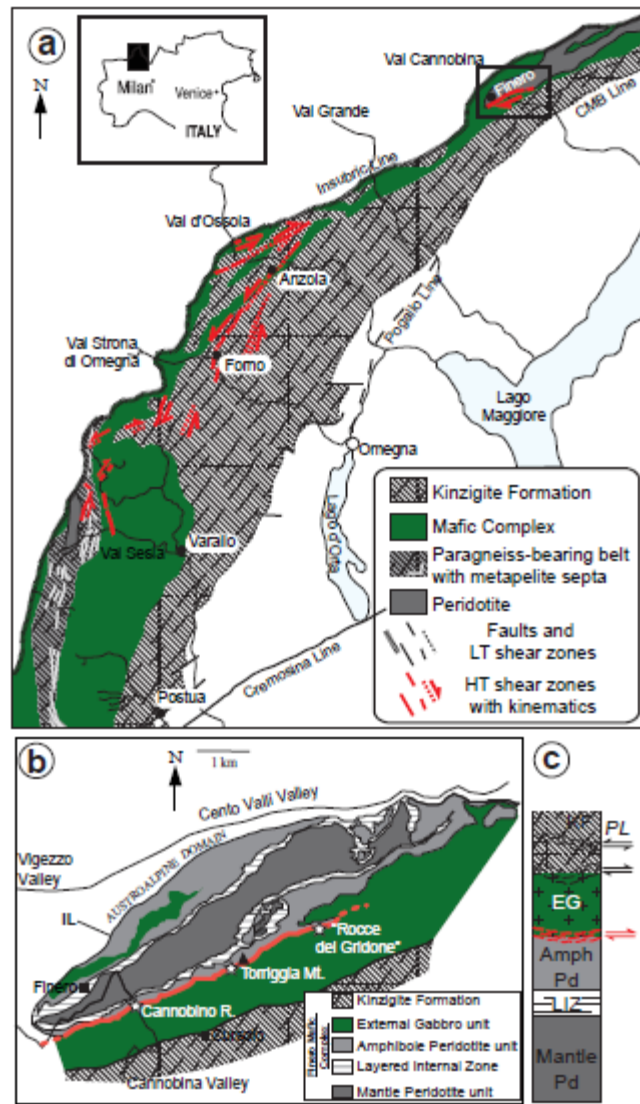 a
N
Milan
Venice
ITALY
Val Cannobina
Finero
CMB Line
Val Grande
Insubric Line
Val d'Ossola
Anzola
Pogallo Line
Val Strona
di Omegna
Forno
Lago
Maggiore
Omegna
Lago d'Orta
Val Sesia
Varallo
Postua
Cremosina Line
Kinzigite Formation
Mafic Complex
Paragneiss-bearing belt
with metapelite septa
Peridotite
Faults and
LT shear zones
HT shear zones
with kinematics
b
N
1 km
Cento Valli Valley
Vigezzo
Valley
AUSTROALPINE DOMAIN
IL
"Rocce
del Gridone"
Finero
Torriggia Mt.
Cannobino R.
Cannobina Valley
Finero Mafic
Complex
Kinzigite Formation
External Gabbro unit
Amphibole Peridotite unit
Layered Internal Zone
Mantle Peridotite unit
c
KF
PL
EG
Amph
Pd
LIZ
Mantle
Pd